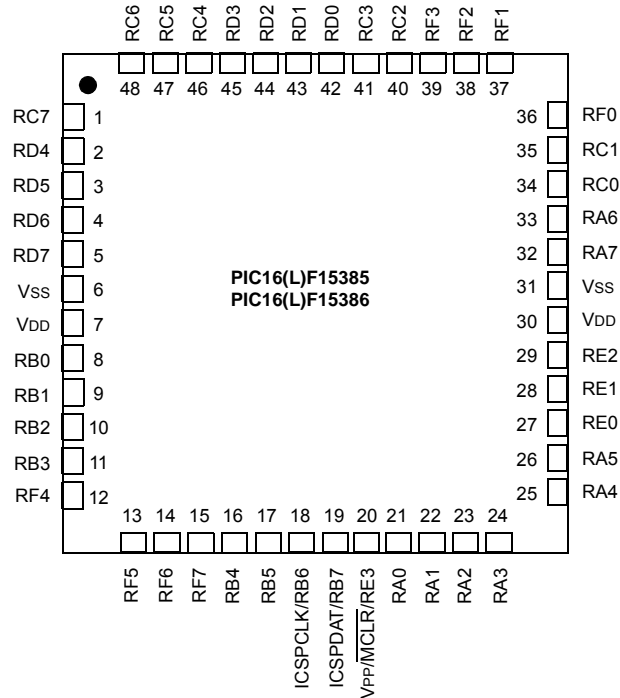 RC6 RC5 RC4 RD3 RD2 RD1 RD0 RC3 RC2 RF3 RF2 RF1
48 47 46 45 44 43 42 41 40 39 38 37
RC7 1 36 RF0
RD4 2 35 RC1
RD5 3 34 RC0
RD6 4 33 RA6
RD7 5 32 RA7
VSS 6 31 VSS
VDD 7 30 VDD
RB0 8 29 RE2
RB1 9 28 RE1
RB2 10 27 RE0
RB3 11 26 RA5
RF4 12 25 RA4
PIC16(L)F15385
PIC16(L)F15386
13 14 15 16 17 18 19 20 21 22 23 24
RF5 RF6 RF7 RB4 RB5 ICSPCLK/RB6 ICSPDAT/RB7 VPP/MCLR/RE3 RA0 RA1 RA2 RA3